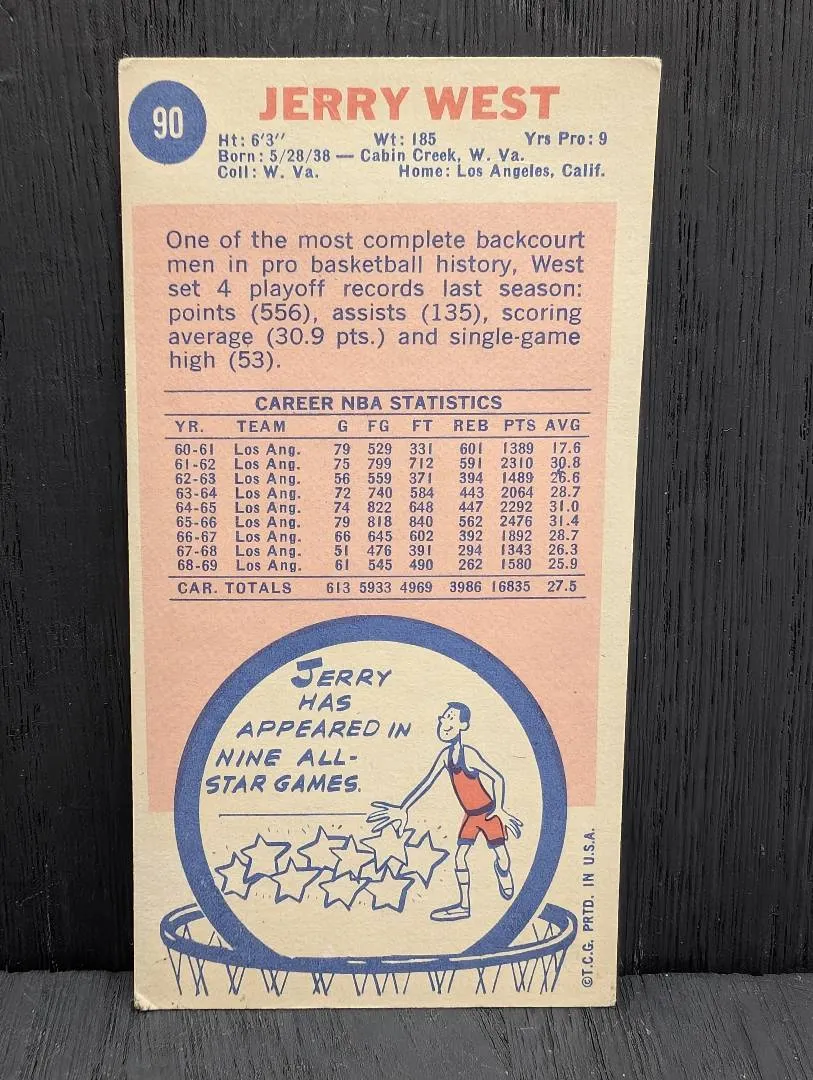 90
JERRY WEST
Ht: 6'3" Wt: 185 Yrs Pro: 9
Born: 5/28/38 — Cabin Creek, W. Va.
Coll: W. Va. Home: Los Angeles, Calif.
One of the most complete backcourt
men in pro basketball history, West
set 4 playoff records last season:
points (556), assists (135), scoring
average (30.9 pts.) and single-game
high (53).
CAREER NBA STATISTICS
YR. TEAM G FG FT REB PTS AVG
60-61 Los Ang. 79 529 331 601 1389 17.6
61-62 Los Ang. 75 799 712 591 2310 30.8
62-63 Los Ang. 56 559 371 394 1489 26.6
63-64 Los Ang. 72 740 584 443 2064 28.7
64-65 Los Ang. 74 822 648 447 2292 31.0
65-66 Los Ang. 79 818 840 562 2476 31.4
66-67 Los Ang. 66 645 602 392 1892 28.7
67-68 Los Ang. 51 476 391 294 1343 26.3
68-69 Los Ang. 61 545 490 262 1580 25.9
CAR. TOTALS 613 5933 4969 3986 16835 27.5
JERRY
HAS
APPEARED IN
NINE ALL-
STAR GAMES.
©T.C.G. PRTD. IN U.S.A.